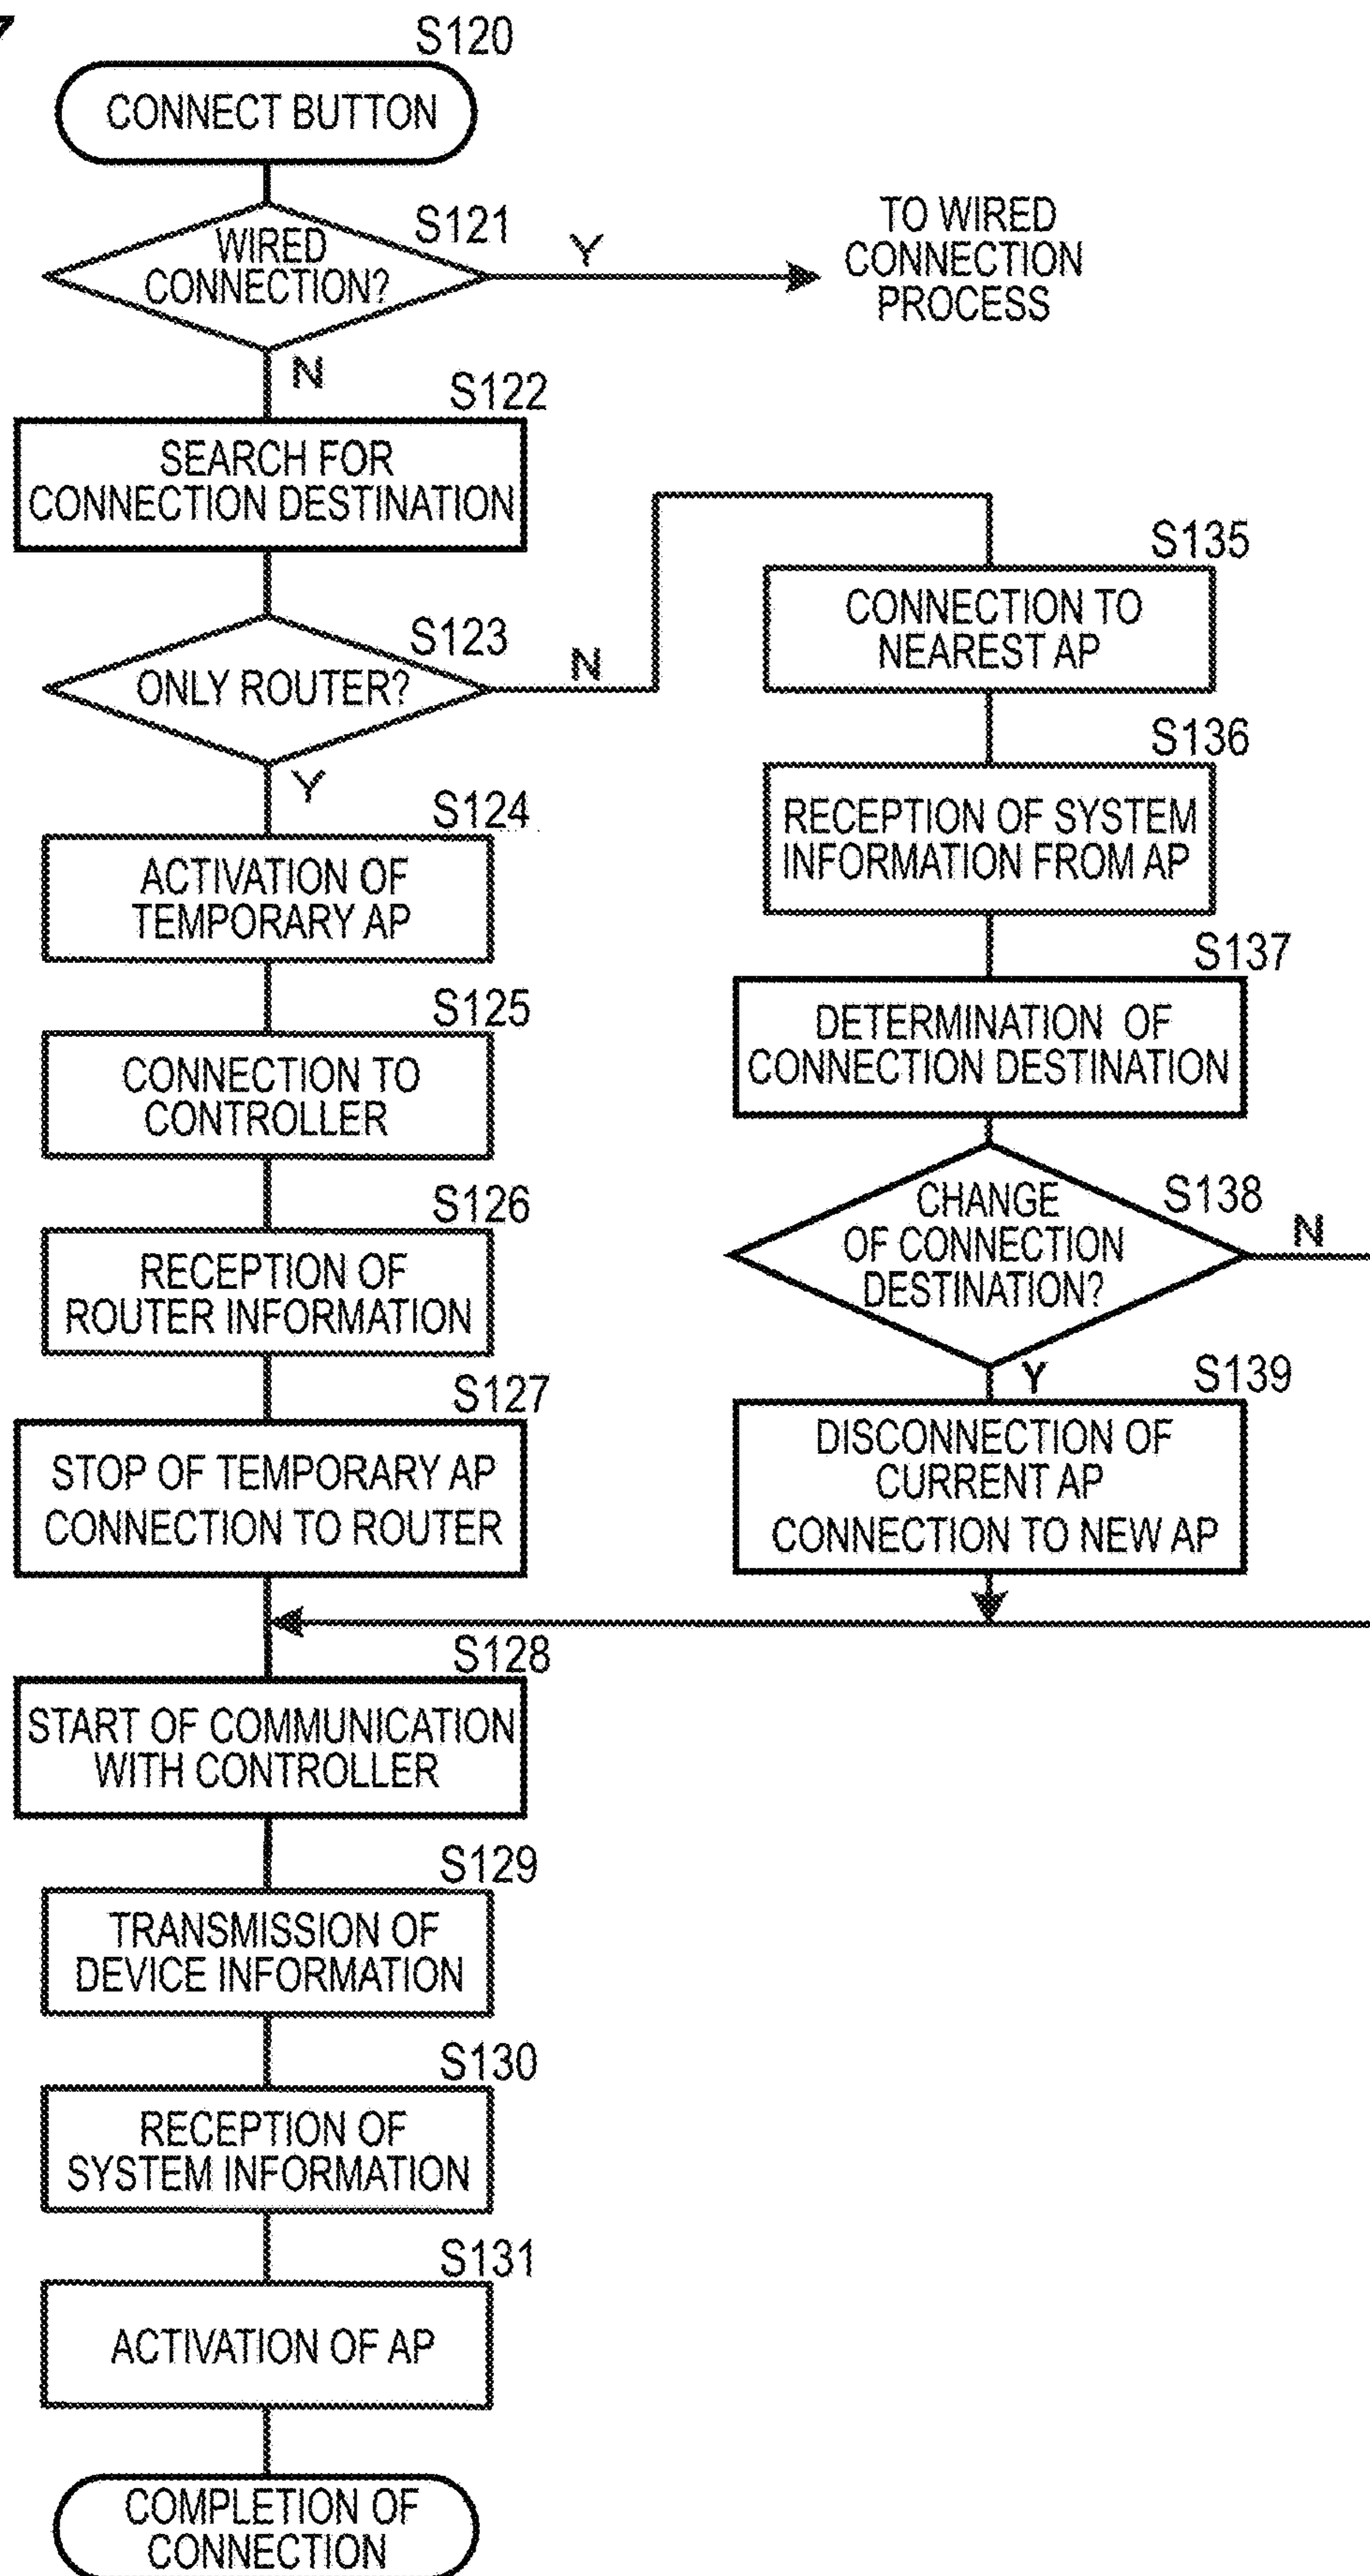 7
S120
CONNECT BUTTON
S121
WIRED
CONNECTION?
Y
TO WIRED
CONNECTION
PROCESS
N
S122
SEARCH FOR
CONNECTION DESTINATION
S123
ONLY ROUTER?
N
Y
S124
ACTIVATION OF
TEMPORARY AP
S125
CONNECTION TO
CONTROLLER
S126
RECEPTION OF
ROUTER INFORMATION
S127
STOP OF TEMPORARY AP
CONNECTION TO ROUTER
S135
CONNECTION TO
NEAREST AP
S136
RECEPTION OF SYSTEM
INFORMATION FROM AP
S137
DETERMINATION OF
CONNECTION DESTINATION
S138
CHANGE
OF CONNECTION
DESTINATION?
N
Y
S139
DISCONNECTION OF
CURRENT AP
CONNECTION TO NEW AP
S128
START OF COMMUNICATION
WITH CONTROLLER
S129
TRANSMISSION OF
DEVICE INFORMATION
S130
RECEPTION OF
SYSTEM INFORMATION
S131
ACTIVATION OF AP
COMPLETION OF
CONNECTION